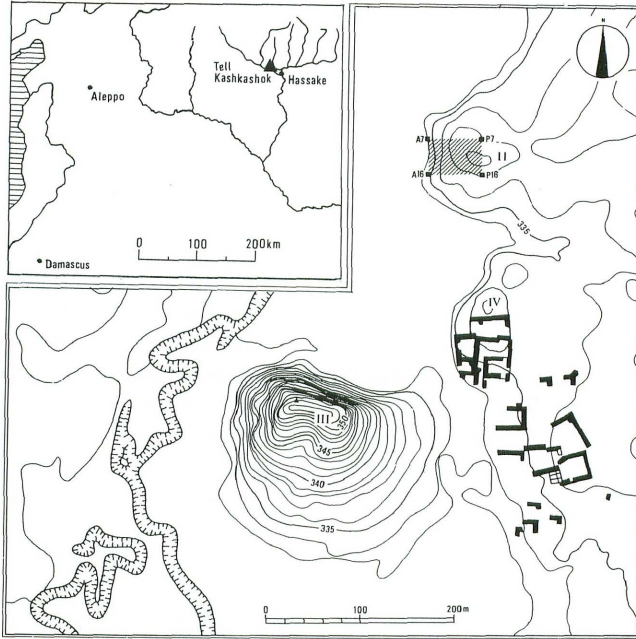 N
Tell
Kashkashok
Hassake
Aleppo
0 100 200km
Damascus
A7 P7
II
A16 P16
335
IV
III
350
345
340
335
0 100 200m